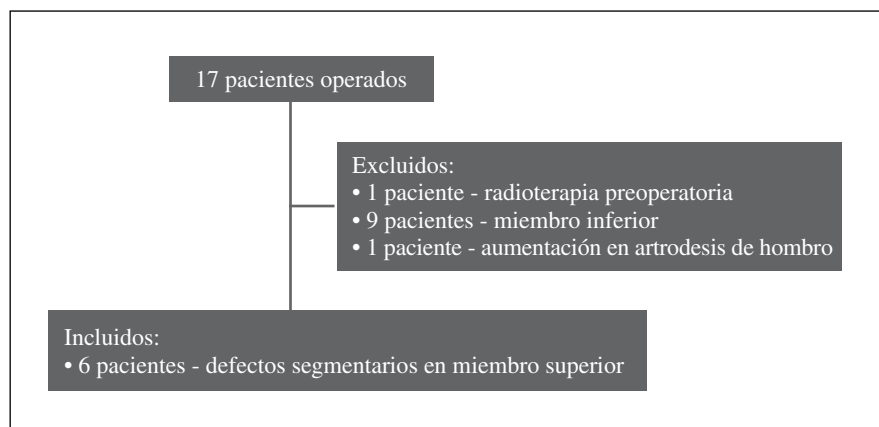 17 pacientes operados
Excluidos:
• 1 paciente - radioterapia preoperatoria
• 9 pacientes - miembro inferior
• 1 paciente - aumentación en artrodesis de hombro
Incluidos:
• 6 pacientes - defectos segmentarios en miembro superior